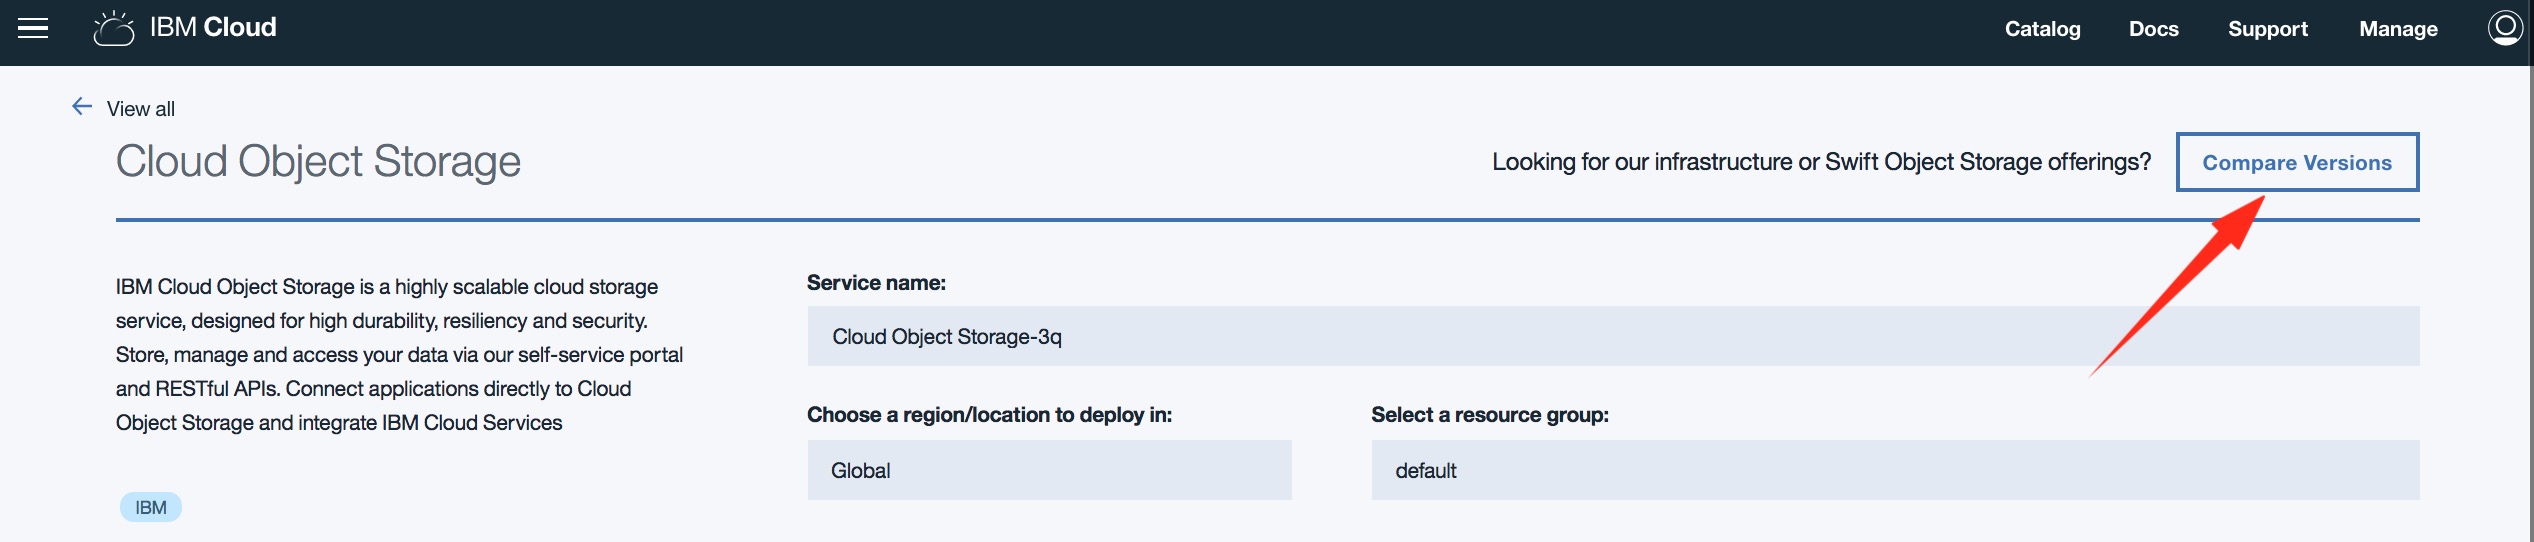 IBM Cloud
Catalog Docs Support Manage
View all
Cloud Object Storage
Looking for our infrastructure or Swift Object Storage offerings? Compare Versions
IBM Cloud Object Storage is a highly scalable cloud storage
service, designed for high durability, resiliency and security.
Store, manage and access your data via our self-service portal
and RESTful APIs. Connect applications directly to Cloud
Object Storage and integrate IBM Cloud Services
IBM
Service name:
Cloud Object Storage-3q
Choose a region/location to deploy in:
Global
Select a resource group:
default